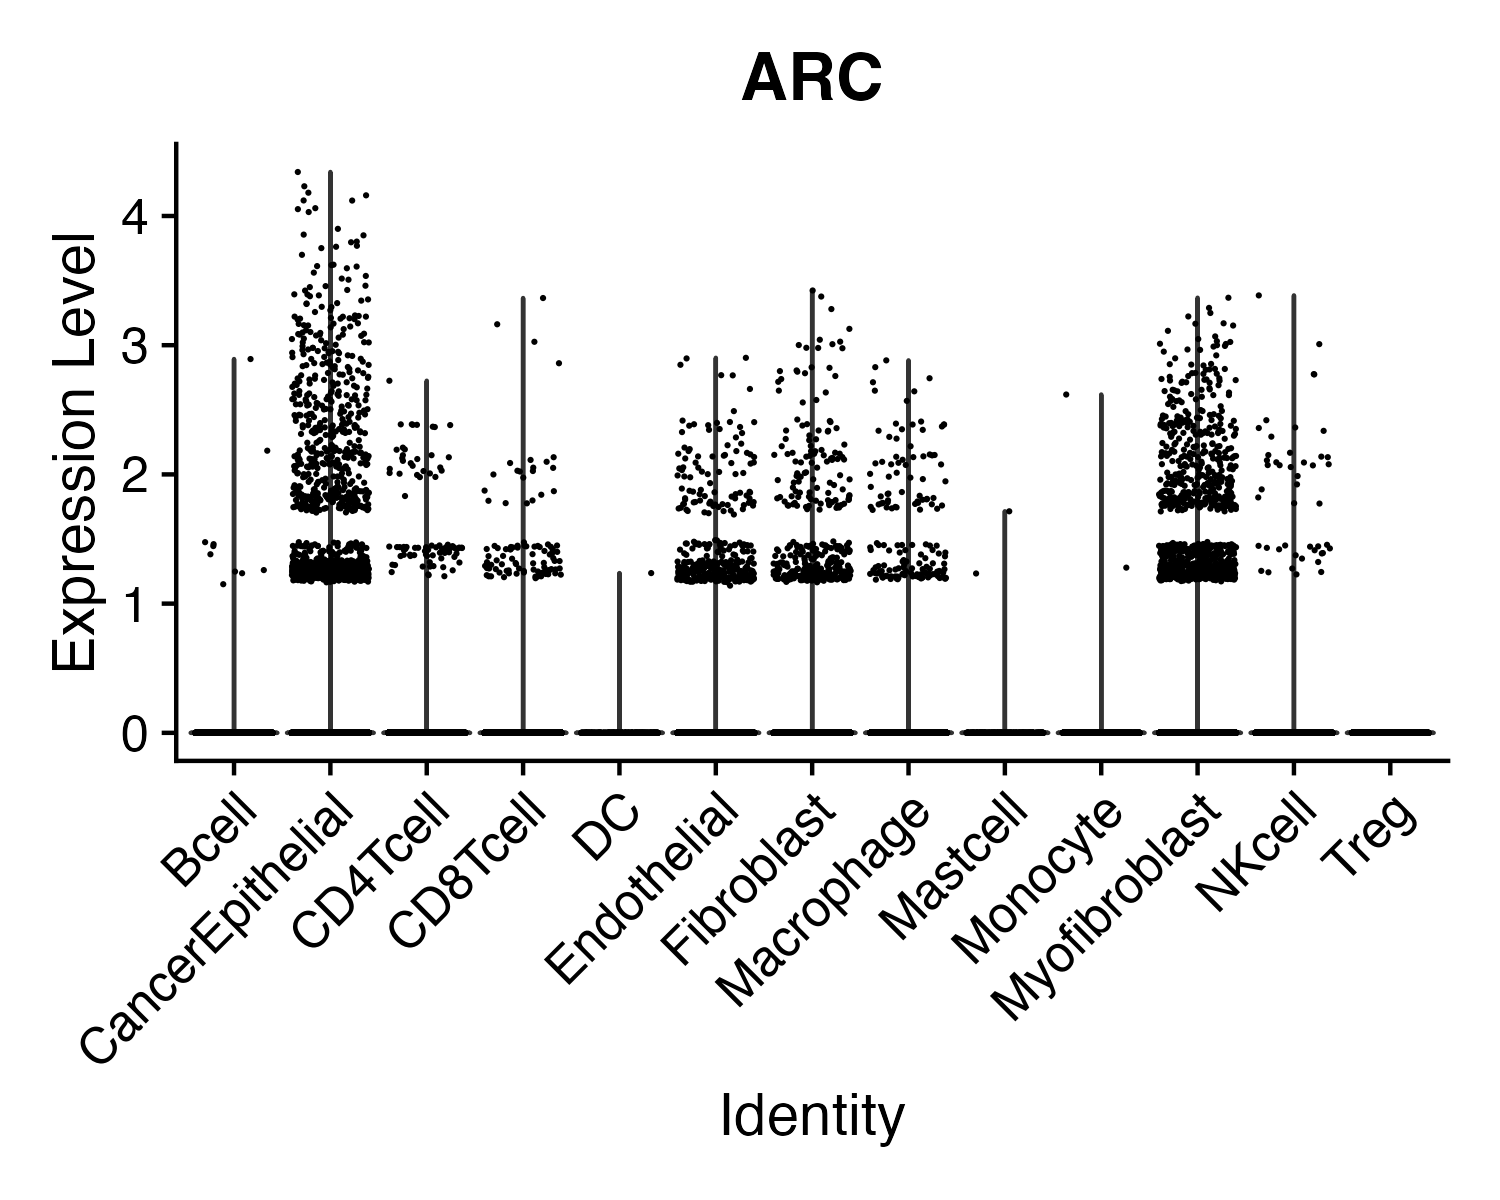 ARC
Expression Level
4
3
2
1
0
Bcell
CancerEpithelial
CD4Tcell
CD8Tcell
DC
Endothelial
Fibroblast
Macrophage
Mastcell
Monocyte
Myofibroblast
NKcell
Treg
Identity